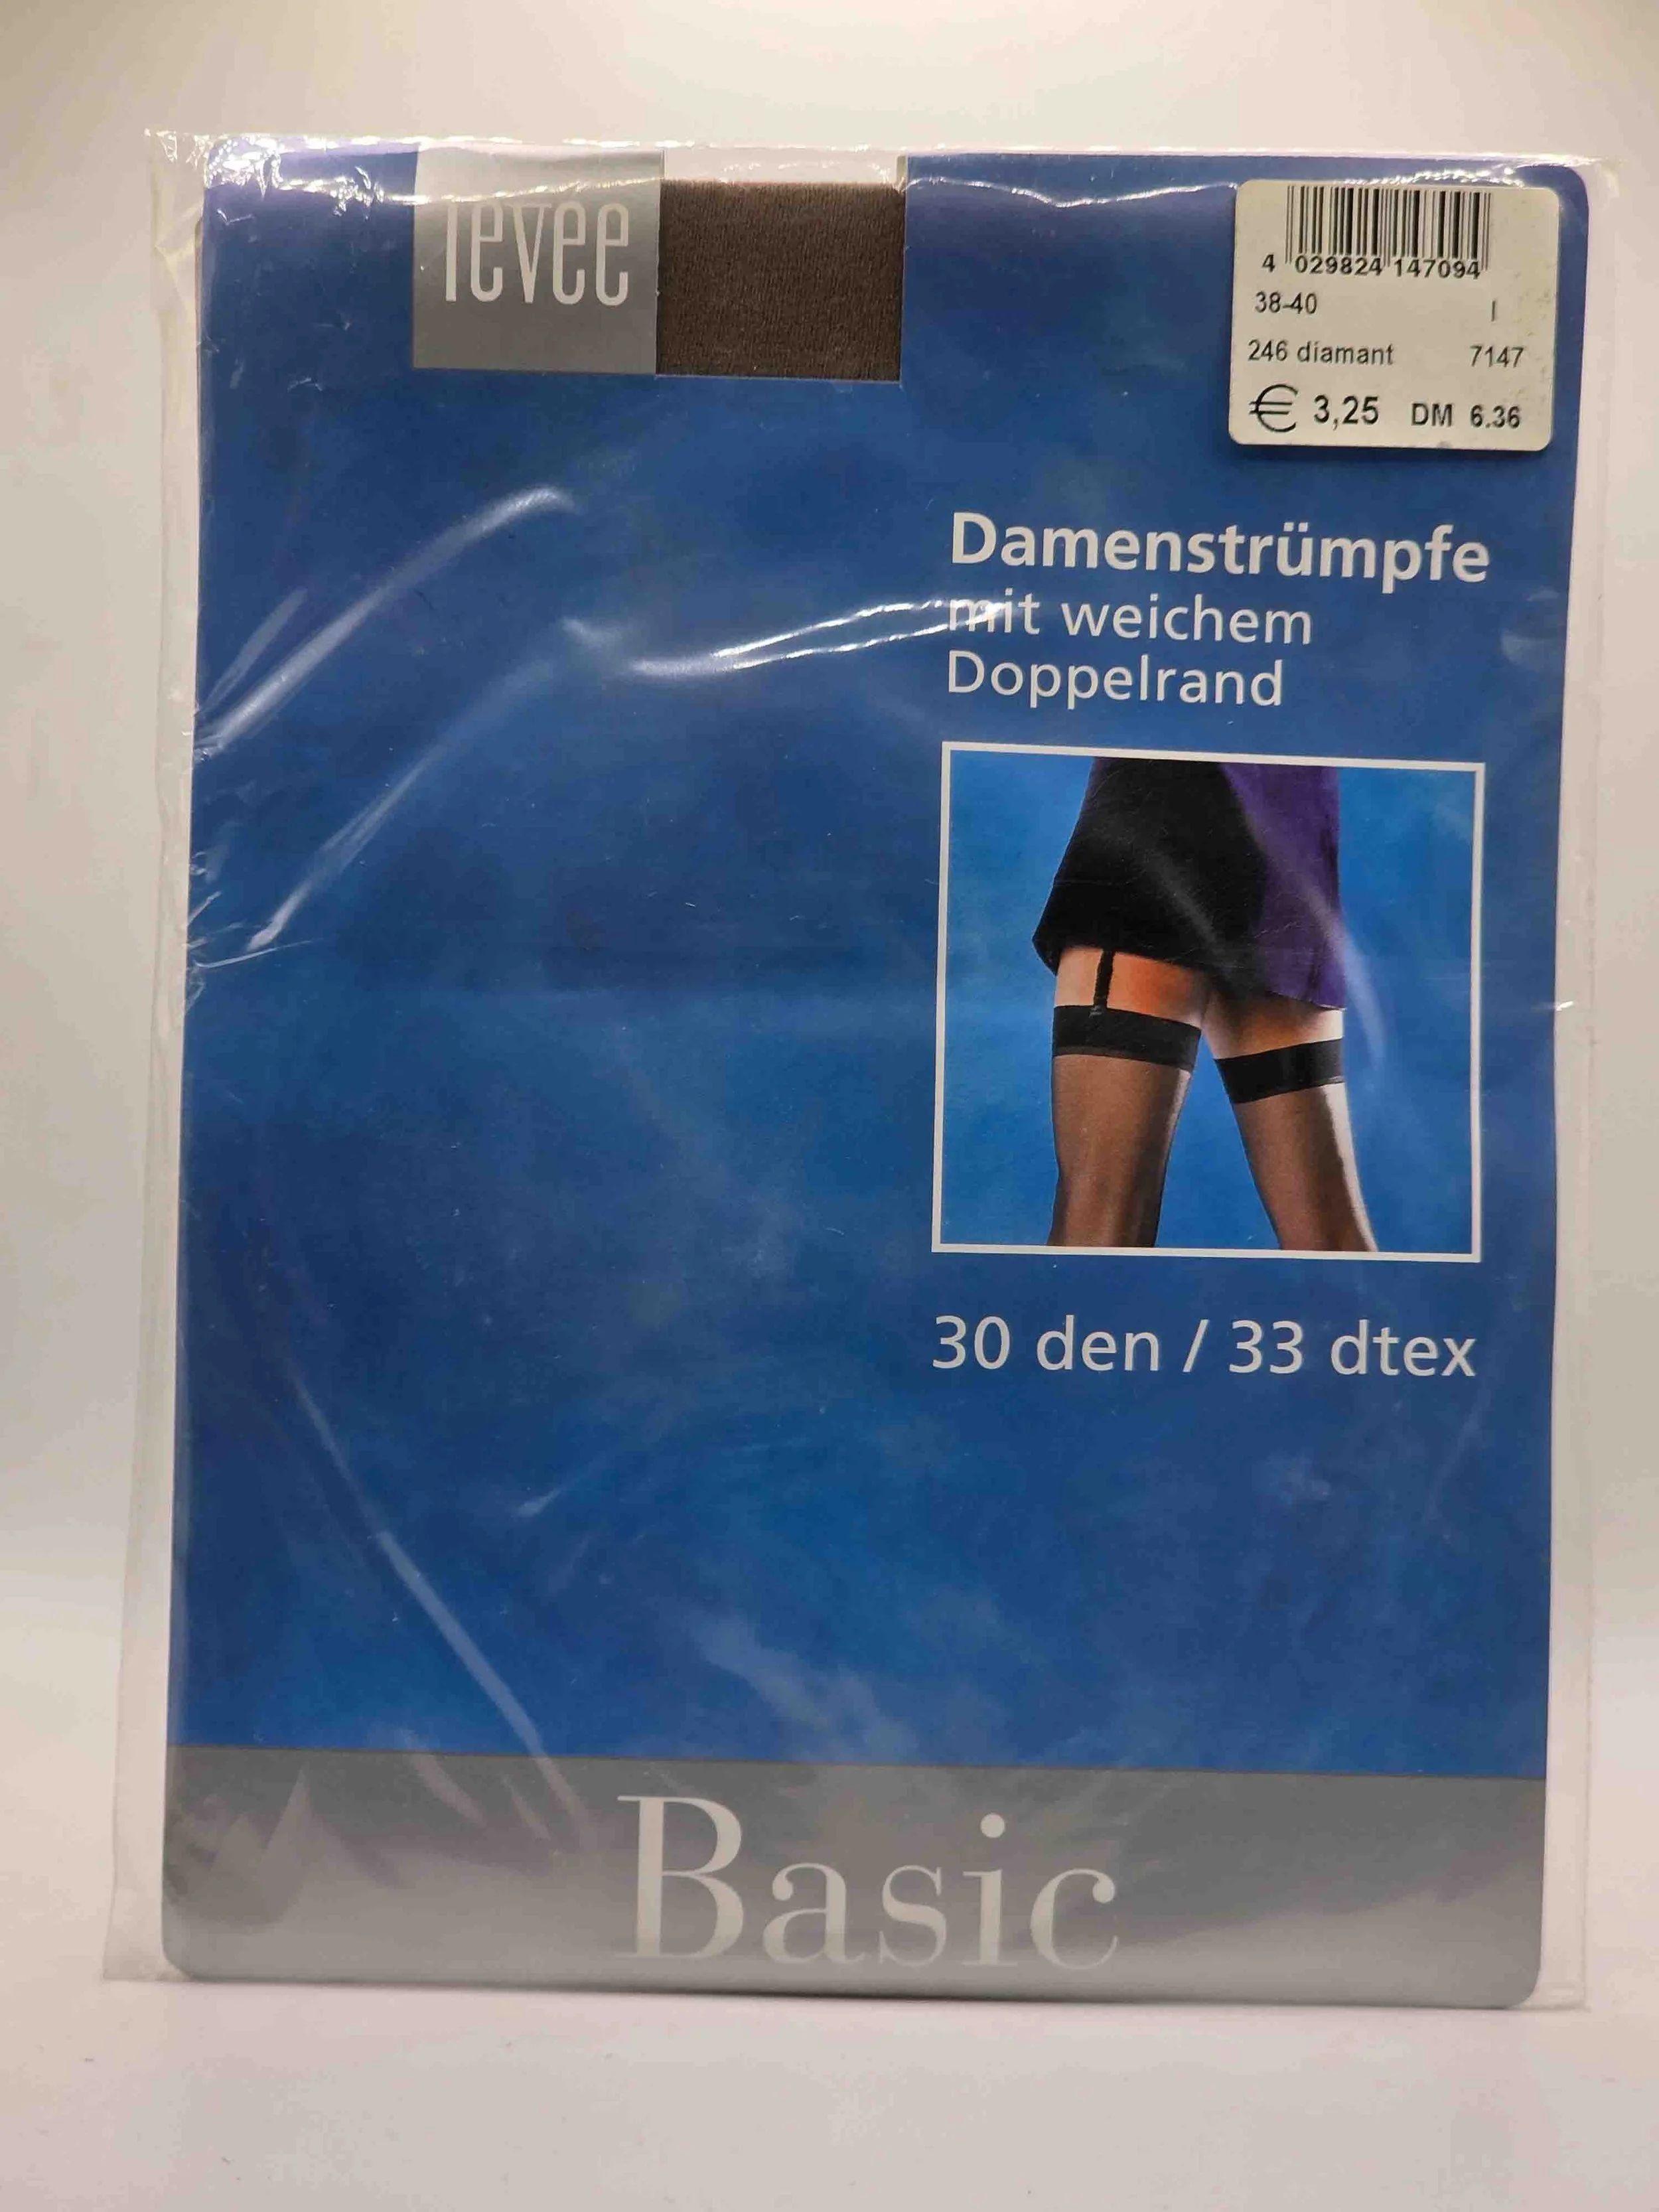 levée
4 029824 147094
38-40 I
246 diamant 7147
€ 3,25 DM 6.36
Damenstrümpfe
mit weichem
Doppelrand
30 den / 33 dtex
Basic